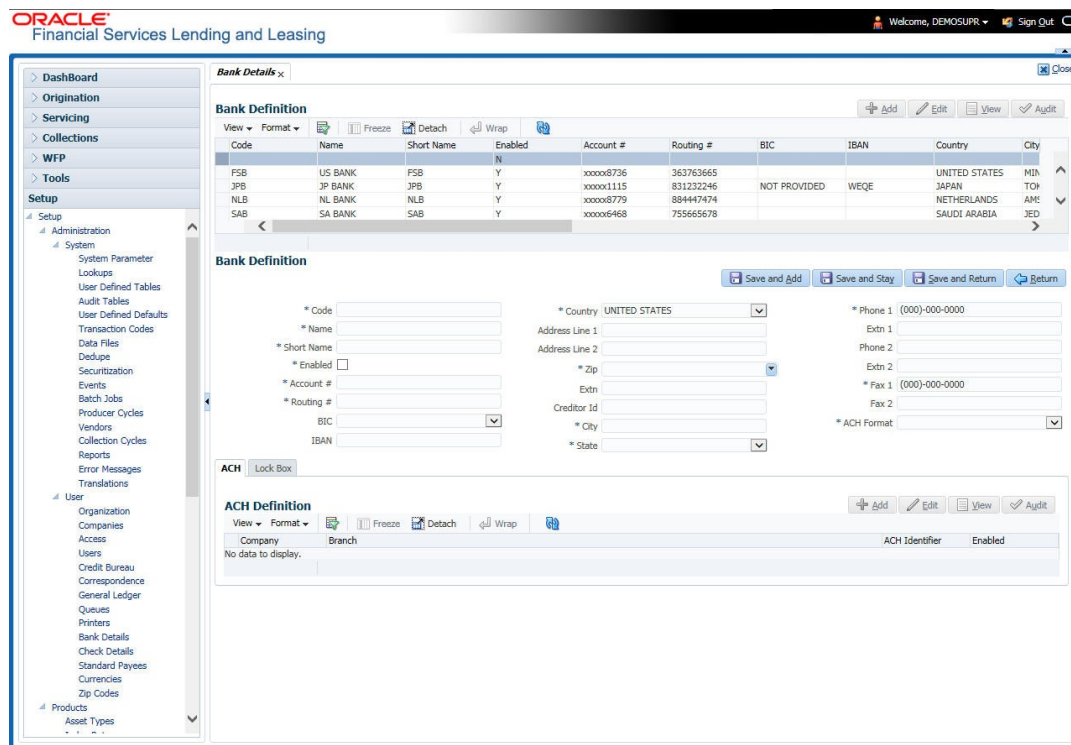 ORACLE
Financial Services Lending and Leasing
Welcome, DEMOSUPR
Sign Out
Close
DashBoard
Origination
Servicing
Collections
WFP
Tools
Setup
Setup
Administration
System
System Parameter
Lookups
User Defined Tables
Audit Tables
User Defined Defaults
Transaction Codes
Data Files
Dedupe
Securitization
Events
Batch Jobs
Producer Cycles
Vendors
Collection Cycles
Reports
Error Messages
Translations
User
Organization
Companies
Access
Users
Credit Bureau
Correspondence
General Ledger
Queues
Printers
Bank Details
Check Details
Standard Payees
Currencies
Zip Codes
Products
Asset Types
Bank Details
Bank Definition
Add Edit View Audit
View Format Freeze Detach Wrap
Code Name Short Name Enabled Account # Routing # BIC IBAN Country City
N
FSB US BANK FSB Y xxxxx8736 363763665 UNITED STATES MIN
JPB JP BANK JPB Y xxxxx1115 831232246 NOT PROVIDED WEQE JAPAN TOK
NLB NL BANK NLB Y xxxxx8779 884447474 NETHERLANDS AMS
SAB SA BANK SAB Y xxxxx6468 755665678 SAUDI ARABIA JED
Bank Definition
Save and Add Save and Stay Save and Return Return
* Code
* Name
* Short Name
* Enabled
* Account #
* Routing #
BIC
IBAN
* Country UNITED STATES
Address Line 1
Address Line 2
* Zip
Extn
Creditor Id
* City
* State
* Phone 1 (000)-000-0000
Extn 1
Phone 2
Extn 2
* Fax 1 (000)-000-0000
Fax 2
* ACH Format
ACH Lock Box
ACH Definition
Add Edit View Audit
View Format Freeze Detach Wrap
Company Branch ACH Identifier Enabled
No data to display.